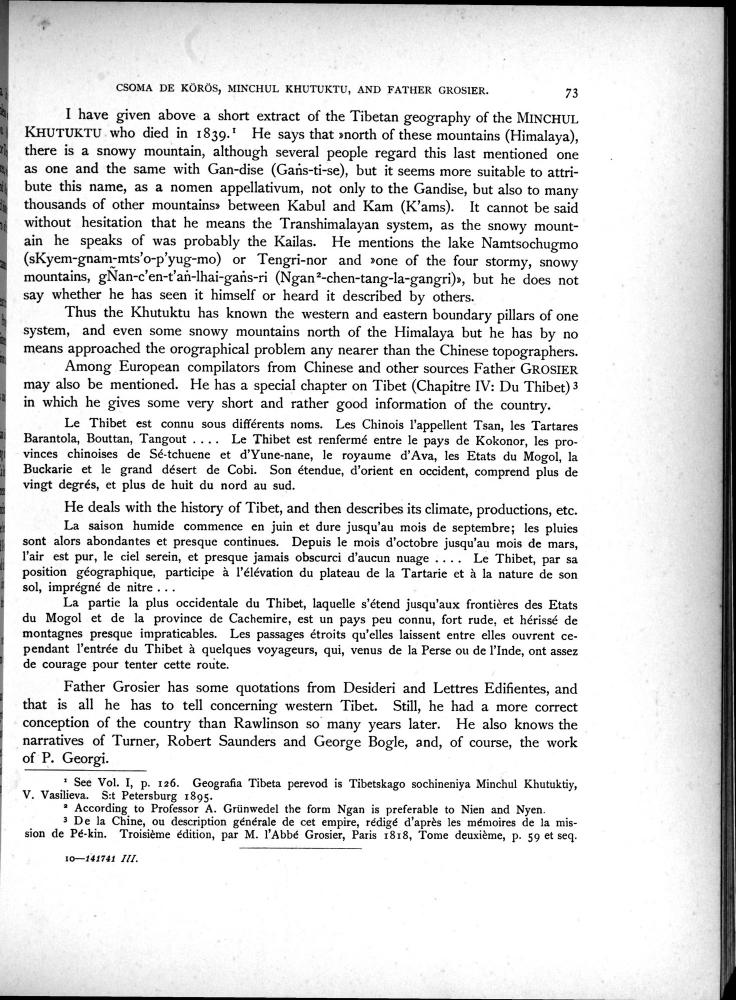 CSOMA DE KÖRÖS, MINCHUL KHUTUKTU, AND FATHER GROSIER. 73
I have given above a short extract of the Tibetan geography of the MINCHUL
KHUTUKTU who died in 1839.¹ He says that »north of these mountains (Himalaya),
there is a snowy mountain, although several people regard this last mentioned one
as one and the same with Gan-dise (Gaṅs-ti-se), but it seems more suitable to attri-
bute this name, as a nomen appellativum, not only to the Gandise, but also to many
thousands of other mountains» between Kabul and Kam (K'ams). It cannot be said
without hesitation that he means the Transhimalayan system, as the snowy mount-
ain he speaks of was probably the Kailas. He mentions the lake Namtsochugmo
(sKyem-gnam-mts'o-p'yug-mo) or Tengri-nor and »one of the four stormy, snowy
mountains, gÑan-c'en-t'aṅ-lhai-gaṅs-ri (Ngan²-chen-tang-la-gangri)», but he does not
say whether he has seen it himself or heard it described by others.
Thus the Khutuktu has known the western and eastern boundary pillars of one
system, and even some snowy mountains north of the Himalaya but he has by no
means approached the orographical problem any nearer than the Chinese topographers.
Among European compilators from Chinese and other sources Father GROSIER
may also be mentioned. He has a special chapter on Tibet (Chapitre IV: Du Thibet)³
in which he gives some very short and rather good information of the country.
Le Thibet est connu sous différents noms. Les Chinois l'appellent Tsan, les Tartares
Barantola, Bouttan, Tangout .... Le Thibet est renfermé entre le pays de Kokonor, les pro-
vinces chinoises de Sé-tchuene et d'Yune-nane, le royaume d'Ava, les Etats du Mogol, la
Buckarie et le grand désert de Cobi. Son étendue, d'orient en occident, comprend plus de
vingt degrés, et plus de huit du nord au sud.
He deals with the history of Tibet, and then describes its climate, productions, etc.
La saison humide commence en juin et dure jusqu'au mois de septembre; les pluies
sont alors abondantes et presque continues. Depuis le mois d'octobre jusqu'au mois de mars,
l'air est pur, le ciel serein, et presque jamais obscurci d'aucun nuage .... Le Thibet, par sa
position géographique, participe à l'élévation du plateau de la Tartarie et à la nature de son
sol, imprégné de nitre ...
La partie la plus occidentale du Thibet, laquelle s'étend jusqu'aux frontières des Etats
du Mogol et de la province de Cachemire, est un pays peu connu, fort rude, et hérissé de
montagnes presque impraticables. Les passages étroits qu'elles laissent entre elles ouvrent ce-
pendant l'entrée du Thibet à quelques voyageurs, qui, venus de la Perse ou de l'Inde, ont assez
de courage pour tenter cette route.
Father Grosier has some quotations from Desideri and Lettres Edifientes, and
that is all he has to tell concerning western Tibet. Still, he had a more correct
conception of the country than Rawlinson so many years later. He also knows the
narratives of Turner, Robert Saunders and George Bogle, and, of course, the work
of P. Georgi.
¹ See Vol. I, p. 126. Geografia Tibeta perevod is Tibetskago sochineniya Minchul Khutuktiy,
V. Vasilieva. S:t Petersburg 1895.
² According to Professor A. Grünwedel the form Ngan is preferable to Nien and Nyen.
³ De la Chine, ou description générale de cet empire, rédigé d'après les mémoires de la mis-
sion de Pé-kin. Troisième édition, par M. l'Abbé Grosier, Paris 1818, Tome deuxième, p. 59 et seq.
10—141741 III.